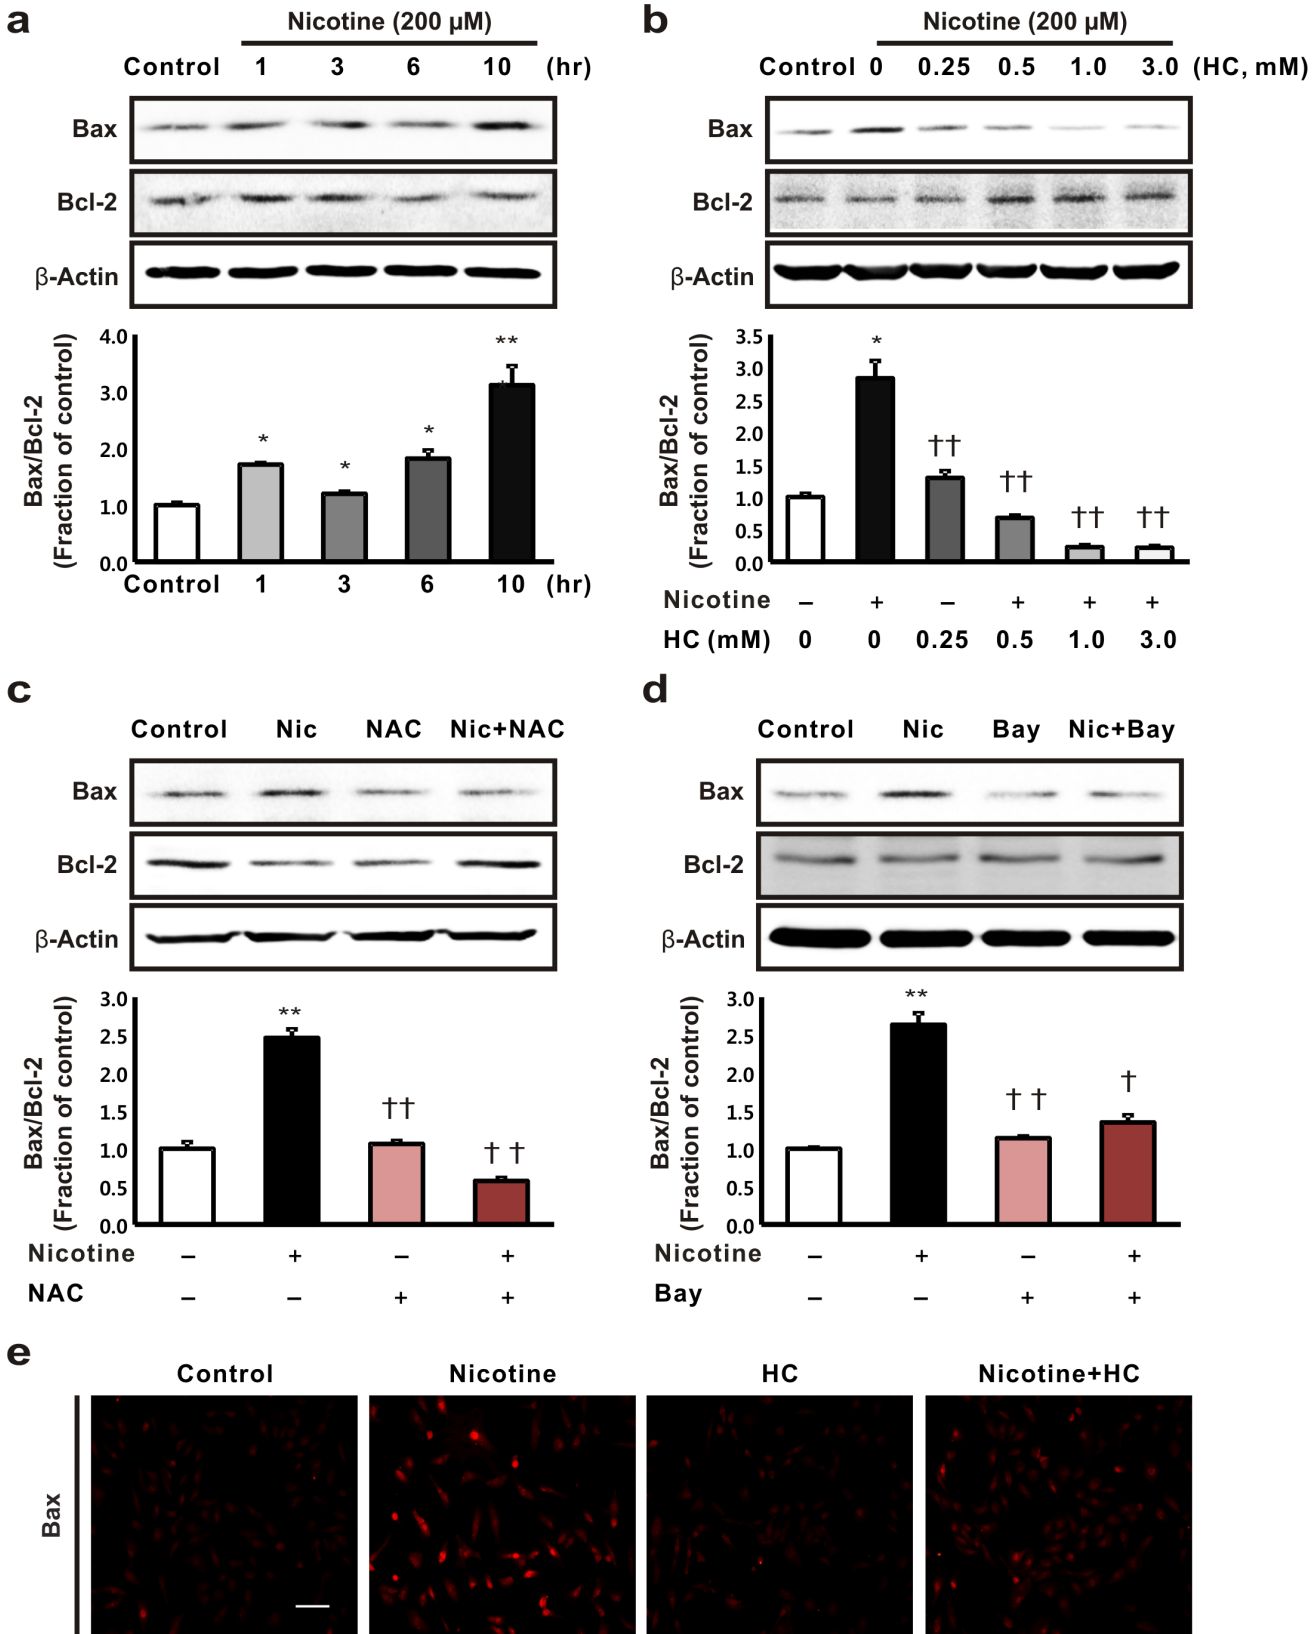 a
Nicotine (200 µM)
Control 1 3 6 10 (hr)
Bax
Bcl-2
β-Actin
Bax/Bcl-2
(Fraction of control)
4.0
3.0
2.0
1.0
0.0
* * * **
Control 1 3 6 10 (hr)
b
Nicotine (200 µM)
Control 0 0.25 0.5 1.0 3.0 (HC, mM)
Bax
Bcl-2
β-Actin
Bax/Bcl-2
(Fraction of control)
3.5
3.0
2.5
2.0
1.5
1.0
0.5
0.0
* †† †† †† ††
Nicotine − + − + + +
HC (mM) 0 0 0.25 0.5 1.0 3.0
c
Control Nic NAC Nic+NAC
Bax
Bcl-2
β-Actin
Bax/Bcl-2
(Fraction of control)
3.0
2.5
2.0
1.5
1.0
0.5
0.0
** †† † †
Nicotine − + − +
NAC − − + +
d
Control Nic Bay Nic+Bay
Bax
Bcl-2
β-Actin
Bax/Bcl-2
(Fraction of control)
3.0
2.5
2.0
1.5
1.0
0.5
0.0
** † † †
Nicotine − + − +
Bay − − + +
e
Control Nicotine HC Nicotine+HC
Bax